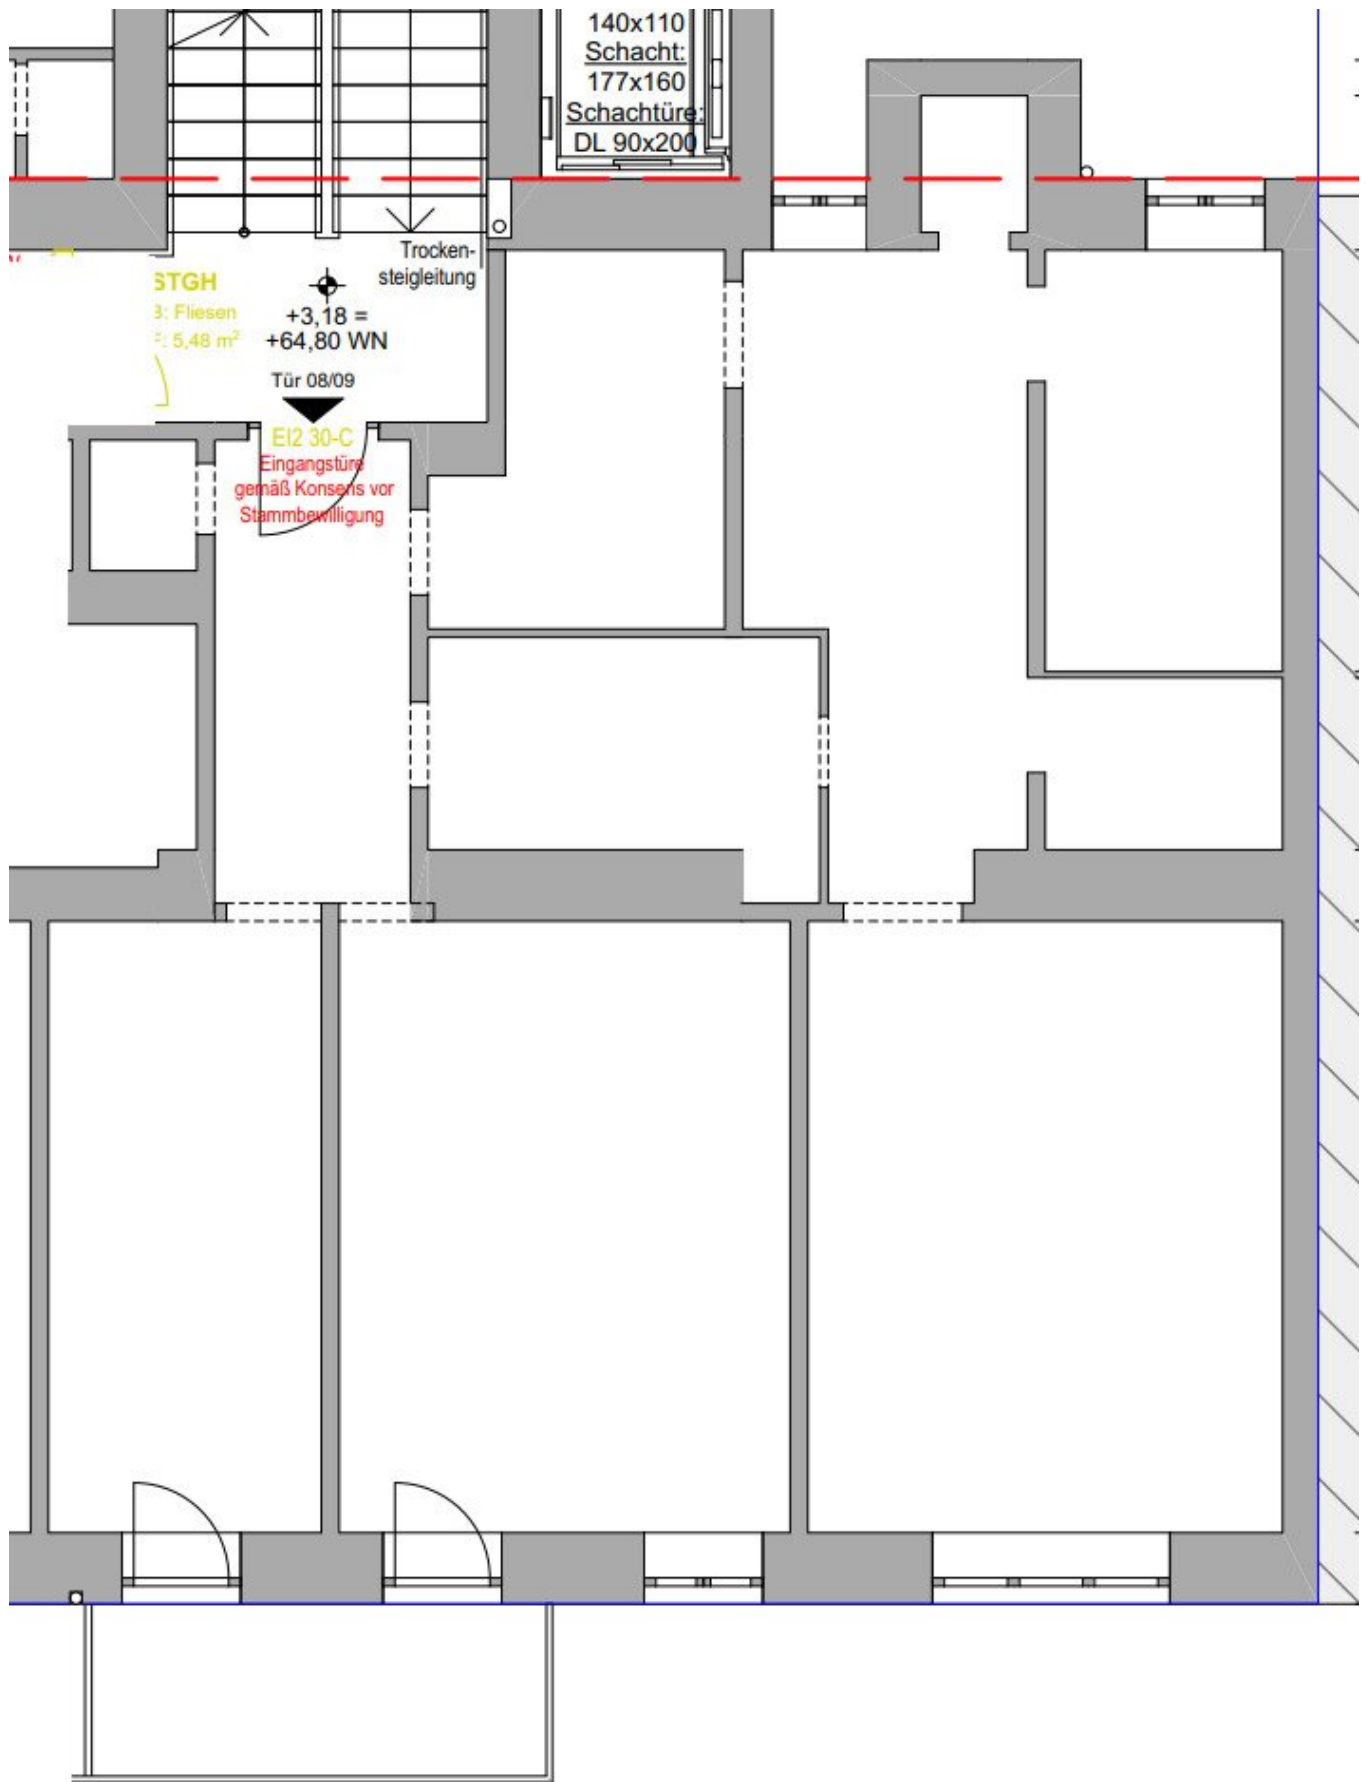 140x110
Schacht:
177x160
Schachtüre:
DL 90x200
Trocken-
steigleitung
STGH
B: Fliesen
F: 5,48 m²
+3,18 =
+64,80 WN
Tür 08/09
EI2 30-C
Eingangstüre
gemäß Konsens vor
Stammbewilligung